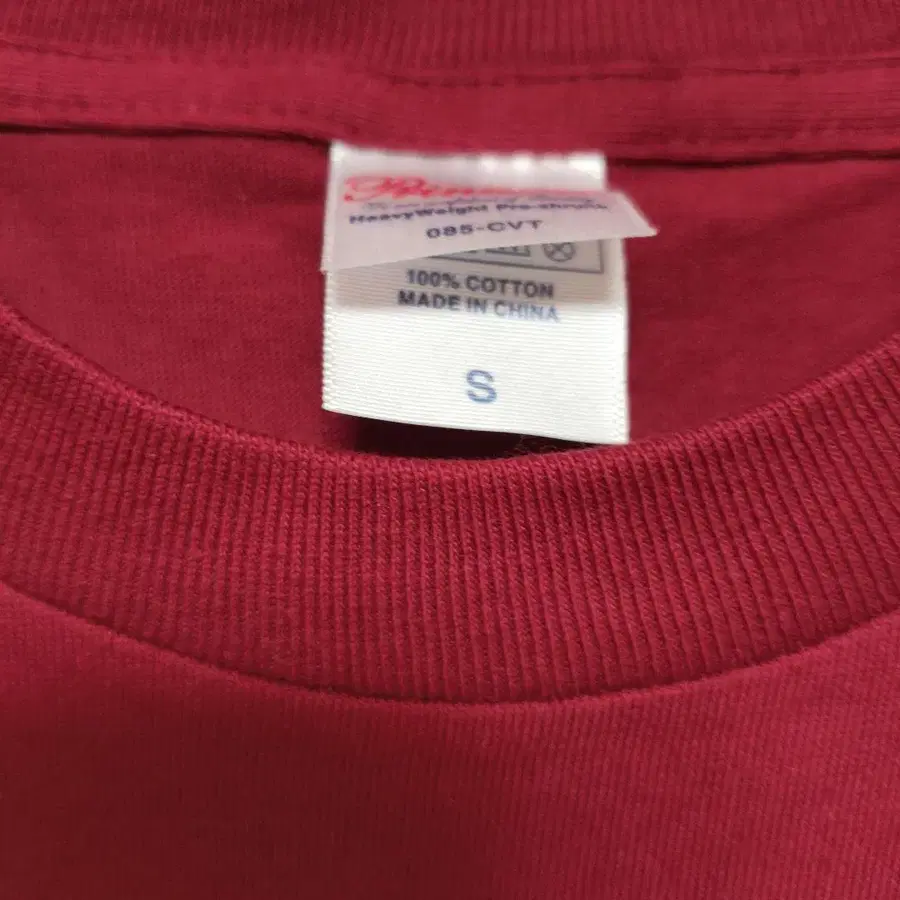 HeavyWeight Pre-shrunk
085-CVT
100% COTTON
MADE IN CHINA
S